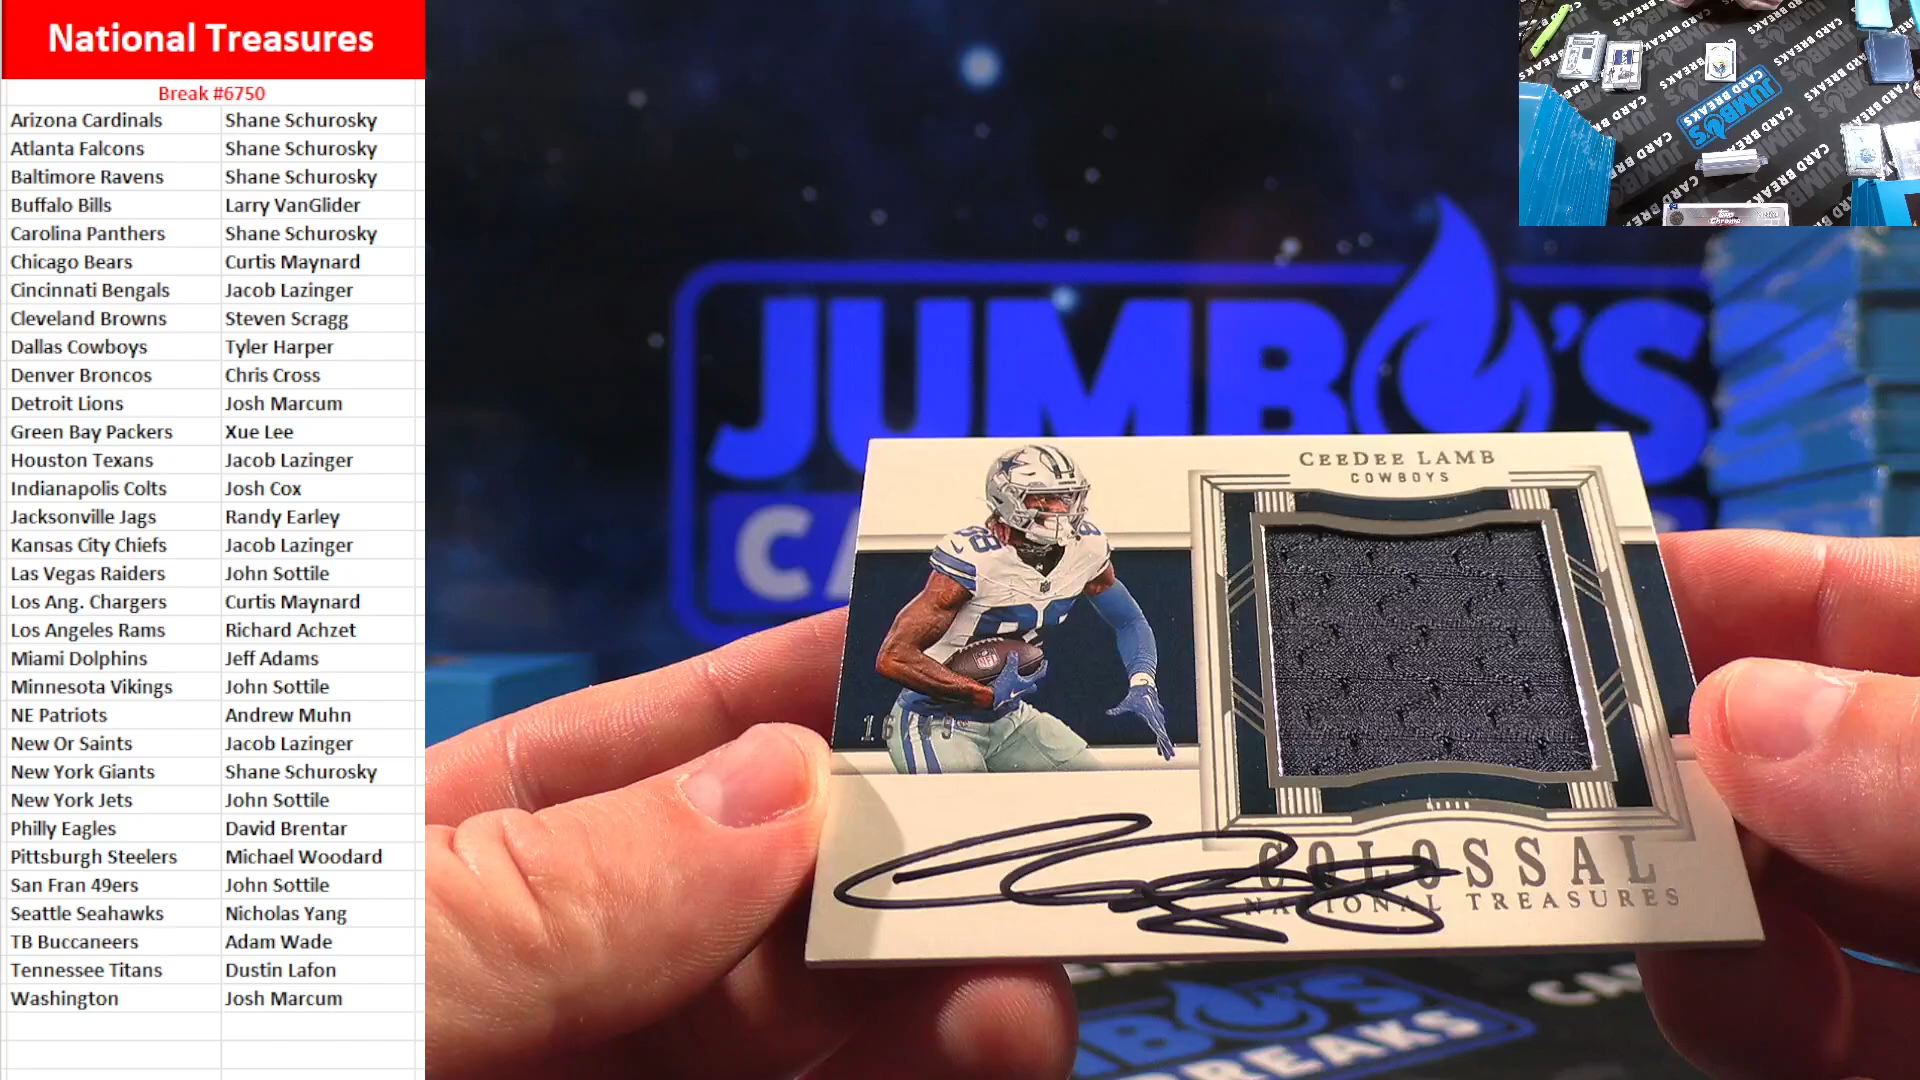 National Treasures
Break #6750
Arizona Cardinals Shane Schurosky
Atlanta Falcons Shane Schurosky
Baltimore Ravens Shane Schurosky
Buffalo Bills Larry VanGlider
Carolina Panthers Shane Schurosky
Chicago Bears Curtis Maynard
Cincinnati Bengals Jacob Lazinger
Cleveland Browns Steven Scragg
Dallas Cowboys Tyler Harper
Denver Broncos Chris Cross
Detroit Lions Josh Marcum
Green Bay Packers Xue Lee
Houston Texans Jacob Lazinger
Indianapolis Colts Josh Cox
Jacksonville Jags Randy Earley
Kansas City Chiefs Jacob Lazinger
Las Vegas Raiders John Sottile
Los Ang. Chargers Curtis Maynard
Los Angeles Rams Richard Achzet
Miami Dolphins Jeff Adams
Minnesota Vikings John Sottile
NE Patriots Andrew Muhn
New Or Saints Jacob Lazinger
New York Giants Shane Schurosky
New York Jets John Sottile
Philly Eagles David Brentar
Pittsburgh Steelers Michael Woodard
San Fran 49ers John Sottile
Seattle Seahawks Nicholas Yang
TB Buccaneers Adam Wade
Tennessee Titans Dustin Lafon
Washington Josh Marcum
JUMBO'S
CEEDEE LAMB
COWBOYS
88
COLOSSAL
NATIONAL TREASURES
BREAKS
JUMBO'S
CARD BREAKS